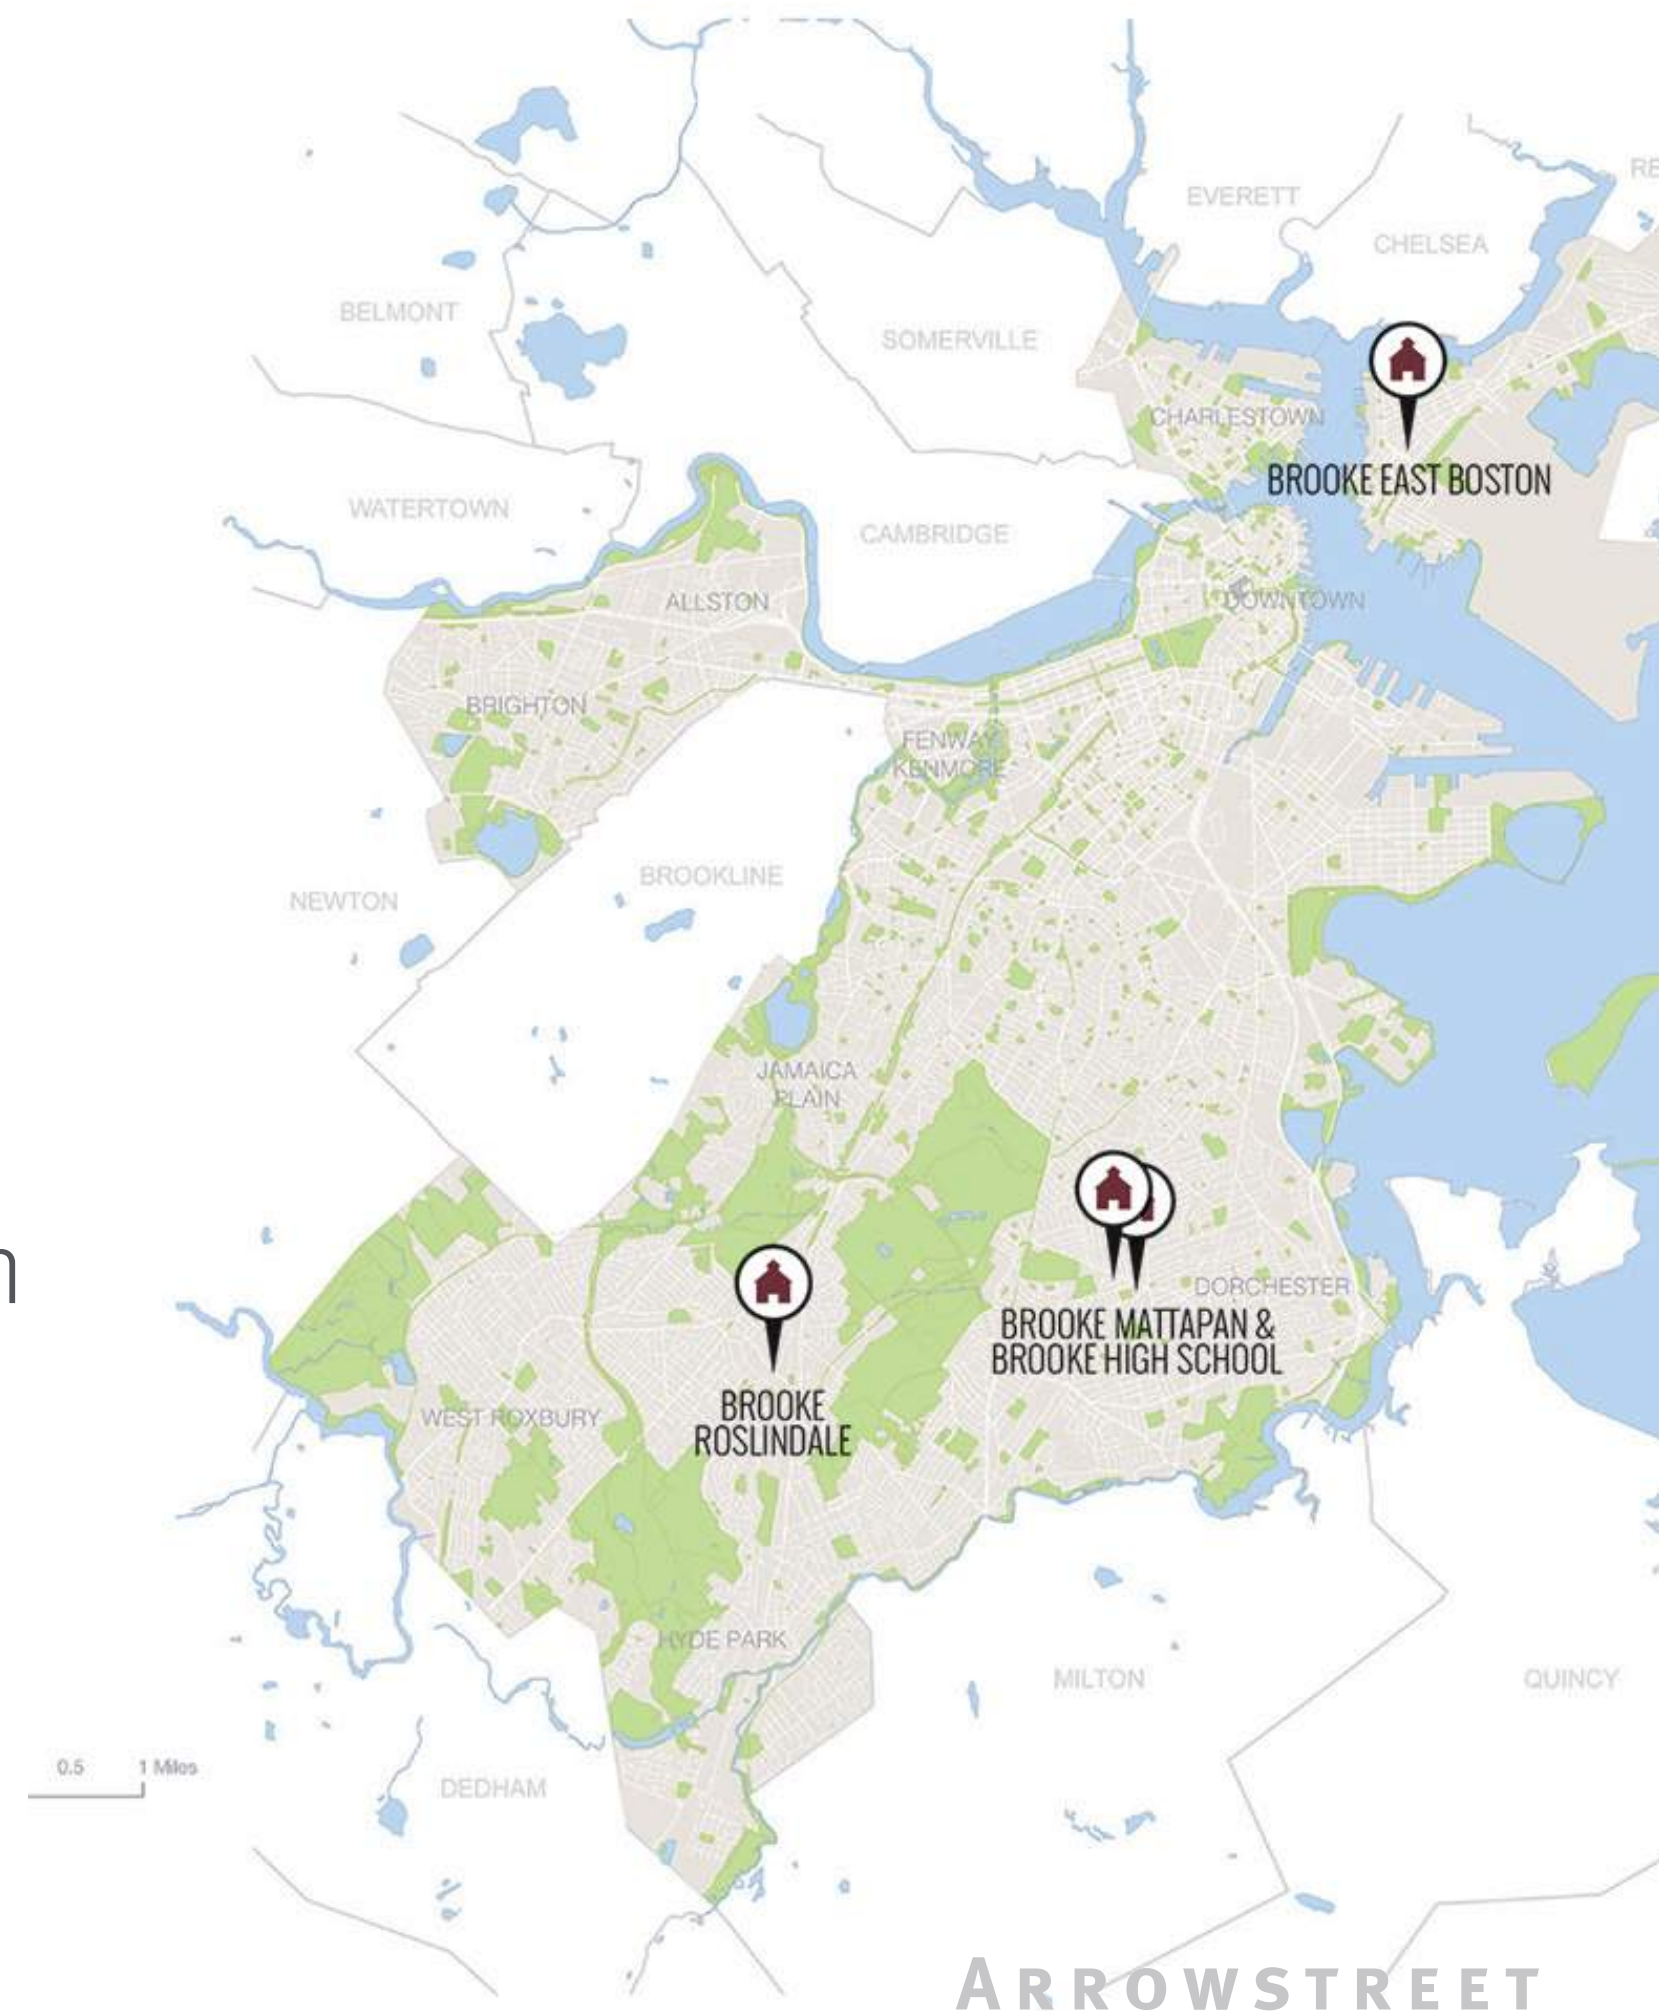 RE
EVERETT
CHELSEA
BELMONT
SOMERVILLE
CHARLESTOWN
BROOKE EAST BOSTON
WATERTOWN
CAMBRIDGE
ALLSTON
DOWNTOWN
BRIGHTON
FENWAY
KENMORE
BROOKLINE
NEWTON
JAMAICA
PLAIN
n
DORCHESTER
BROOKE MATTAPAN &
BROOKE HIGH SCHOOL
BROOKE
ROSLINDALE
WEST ROXBURY
HYDE PARK
MILTON
QUINCY
0.5 1 Miles
DEDHAM
ARROWSTREET